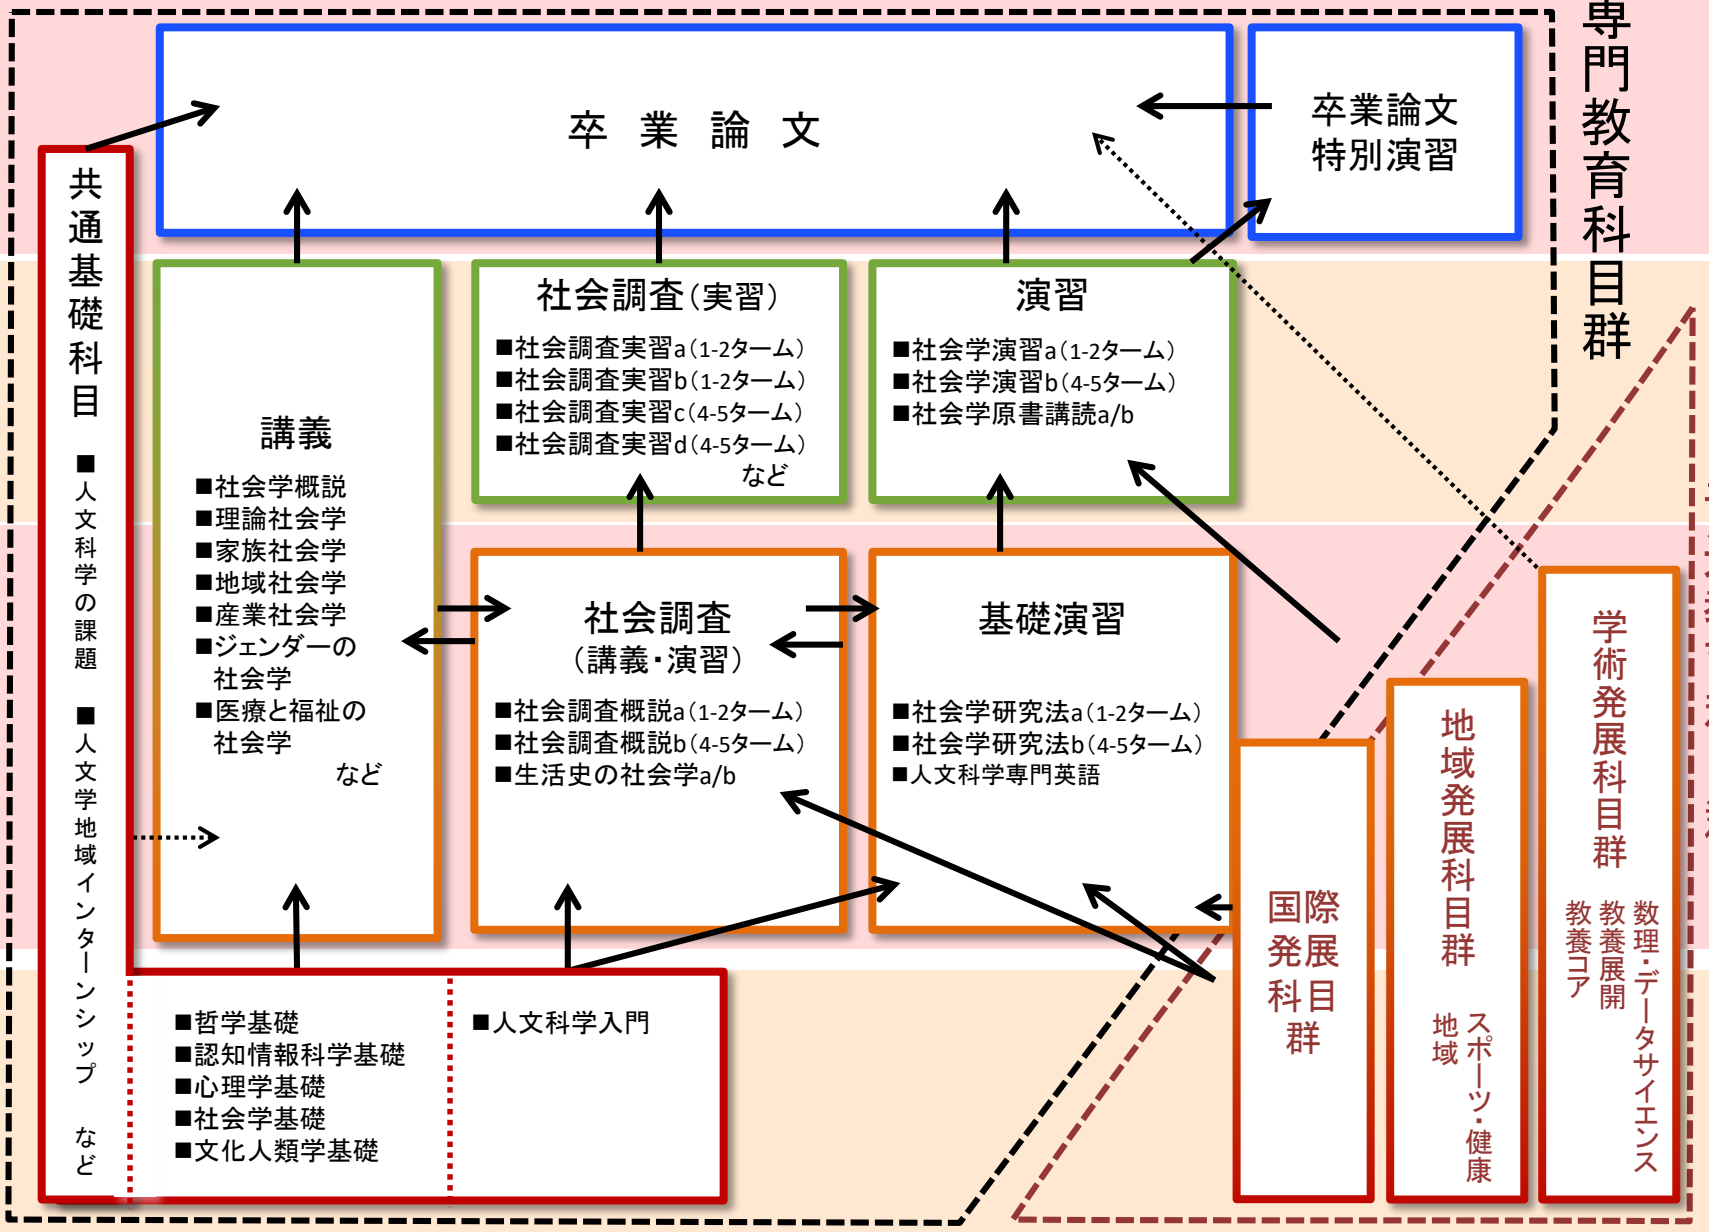 専門教育科目群
卒業論文
卒業論文
特別演習
共通基礎科目 ■人文科学の課題 ■人文学地域インターンシップ など
講義
■社会学概説
■理論社会学
■家族社会学
■地域社会学
■産業社会学
■ジェンダーの
社会学
■医療と福祉の
社会学
など
社会調査(実習)
■社会調査実習a(1-2ターム)
■社会調査実習b(1-2ターム)
■社会調査実習c(4-5ターム)
■社会調査実習d(4-5ターム)
など
演習
■社会学演習a(1-2ターム)
■社会学演習b(4-5ターム)
■社会学原書講読a/b
社会調査
(講義・演習)
■社会調査概説a(1-2ターム)
■社会調査概説b(4-5ターム)
■生活史の社会学a/b
基礎演習
■社会学研究法a(1-2ターム)
■社会学研究法b(4-5ターム)
■人文科学専門英語
■哲学基礎
■認知情報科学基礎
■心理学基礎
■社会学基礎
■文化人類学基礎
■人文科学入門
国際
発展
科目
群
地域発展科目群
スポーツ・健康
地域
学術発展科目群
数理・データサイエンス
教養展開
教養コア